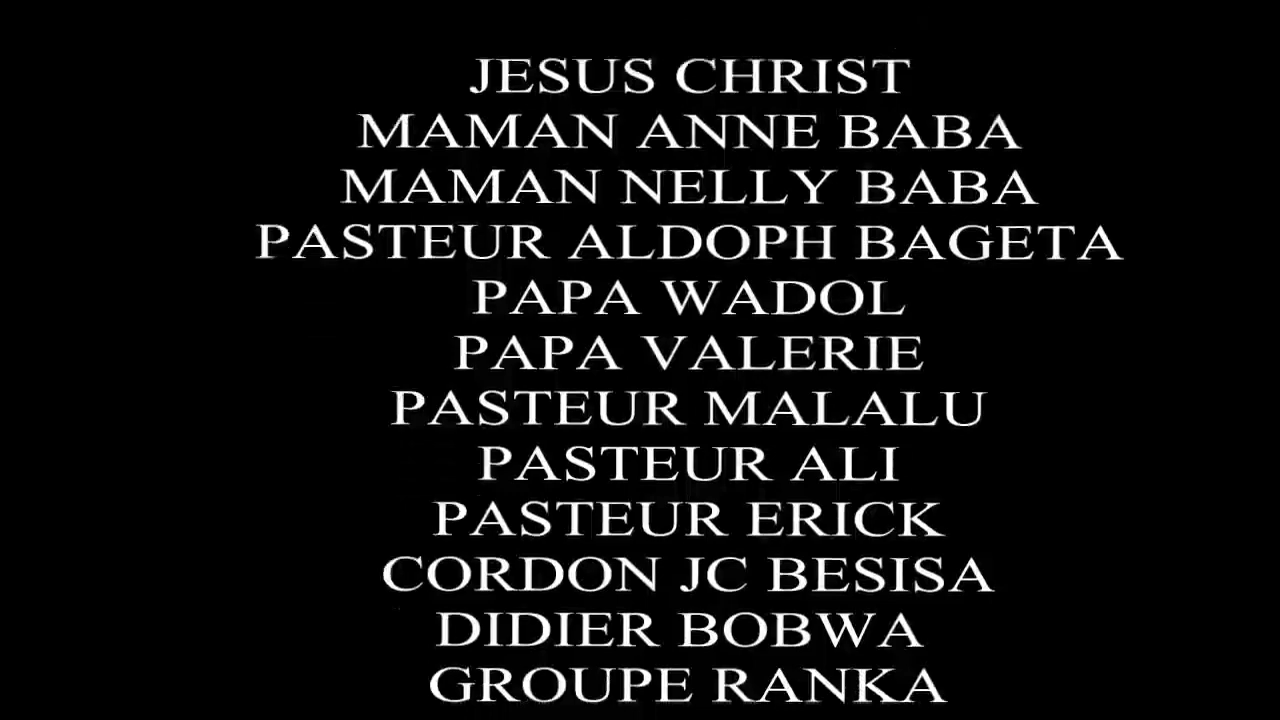 JESUS CHRIST
MAMAN ANNE BABA
MAMAN NELLY BABA
PASTEUR ALDOPH BAGETA
PAPA WADOL
PAPA VALERIE
PASTEUR MALALU
PASTEUR ALI
PASTEUR ERICK
CORDON JC BESISA
DIDIER BOBWA
GROUPE RANKA